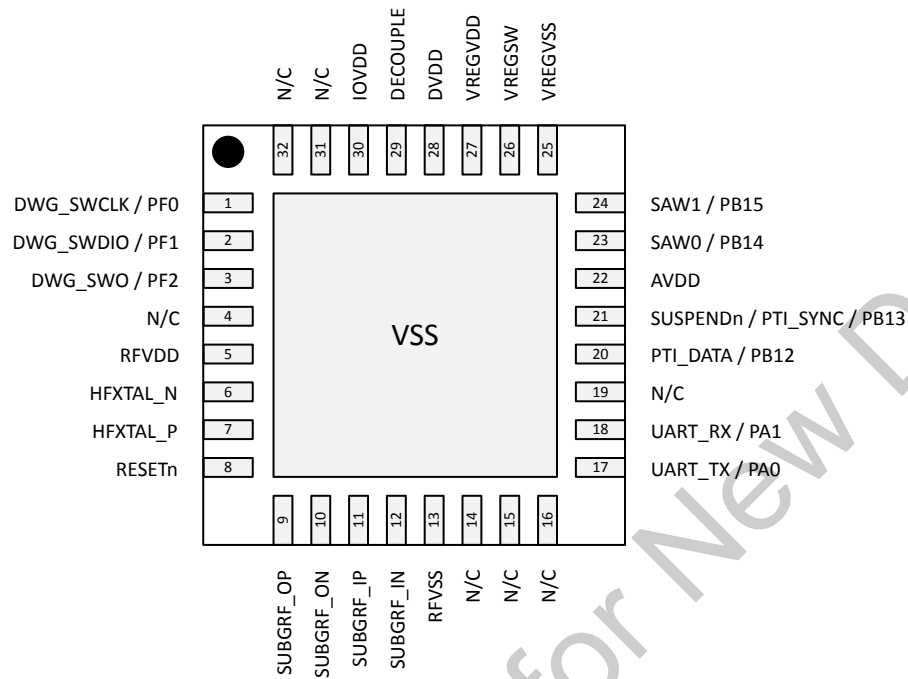 N/C
N/C
IOVDD
DECOUPLE
DVDD
VREGVDD
VREGSW
VREGVSS
32
31
30
29
28
27
26
25
DWG_SWCLK / PF0
1
DWG_SWDIO / PF1
2
DWG_SWO / PF2
3
N/C
4
RFVDD
5
HFXTAL_N
6
HFXTAL_P
7
RESETn
8
VSS
24
SAW1 / PB15
23
SAW0 / PB14
22
AVDD
21
SUSPENDn / PTI_SYNC / PB13
20
PTI_DATA / PB12
19
N/C
18
UART_RX / PA1
17
UART_TX / PA0
9
10
11
12
13
14
15
16
SUBGRF_OP
SUBGRF_ON
SUBGRF_IP
SUBGRF_IN
RFVSS
N/C
N/C
N/C
for New D